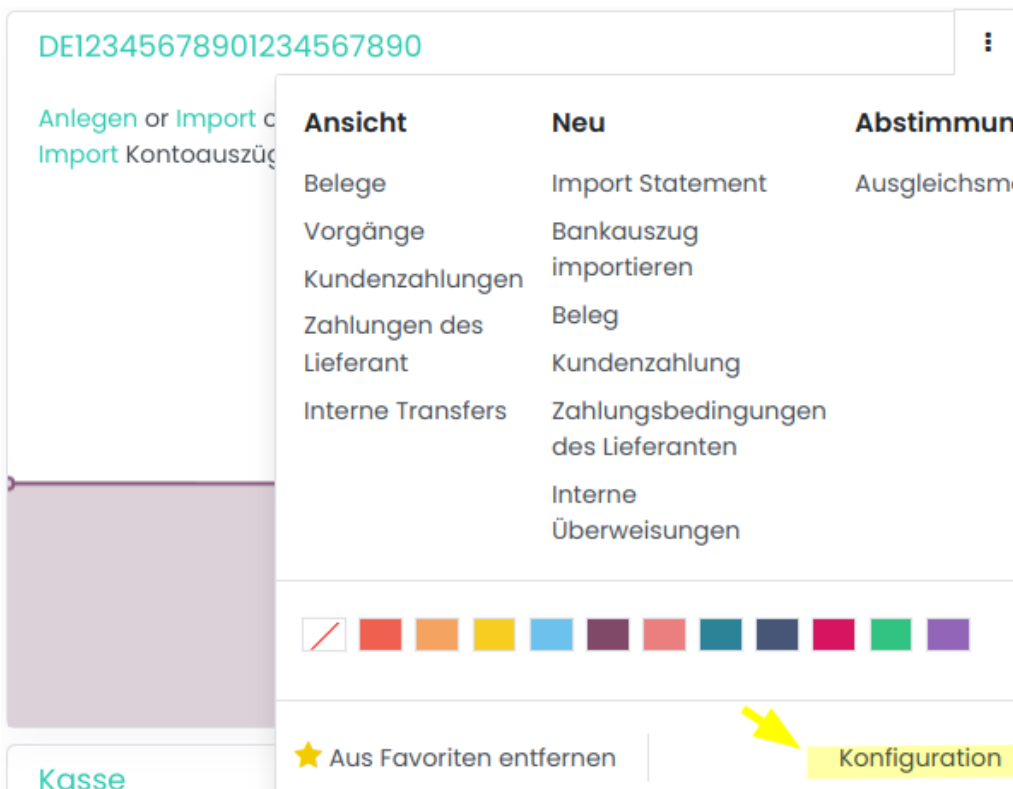 DE12345678901234567890
Anlegen or Import
Import
Ansicht
Belege
Vorgänge
Kundenzahlungen
Zahlungen des
Lieferant
Interne Transfers
Neu
Import Statement
Bankauszug
importieren
Beleg
Kundenzahlung
Zahlungsbedingungen
des Lieferanten
Interne
Überweisungen
Aus Favoriten entfernen
Konfiguration
Kasse